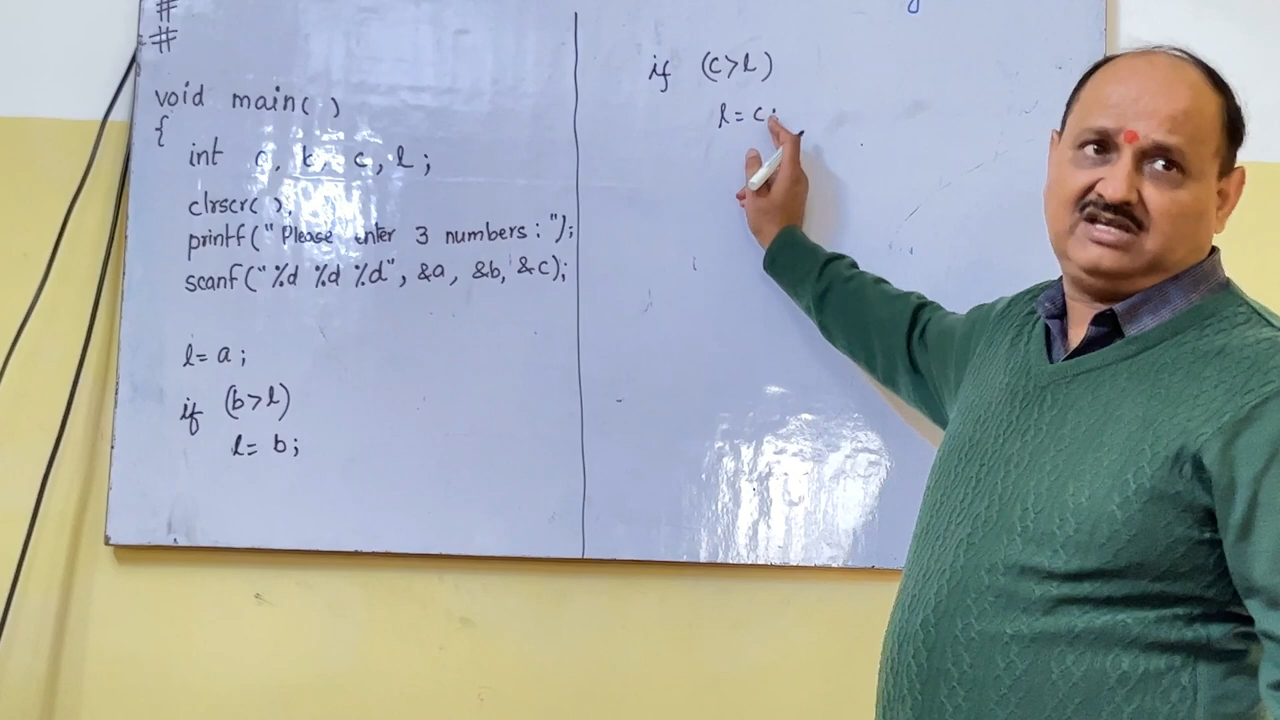 #
#
void main( )
{
int a, b, c, l;
clrscr( );
printf("Please enter 3 numbers: ");
scanf("%d %d %d", &a, &b, &c);
l= a;
if (b>l)
l= b;
if (c>l)
l= c;